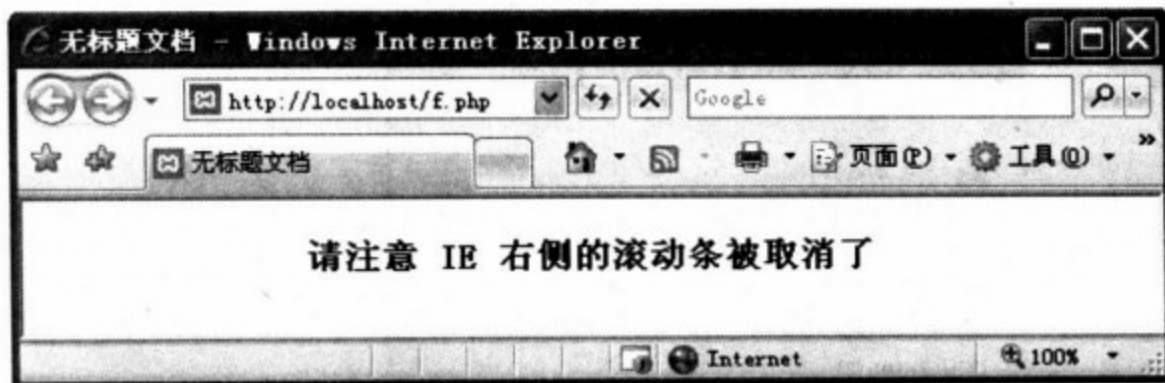 无标题文档 - Windows Internet Explorer
http://localhost/f.php
Google
无标题文档
页面(P)
工具(O)
请注意 IE 右侧的滚动条被取消了
Internet
100%